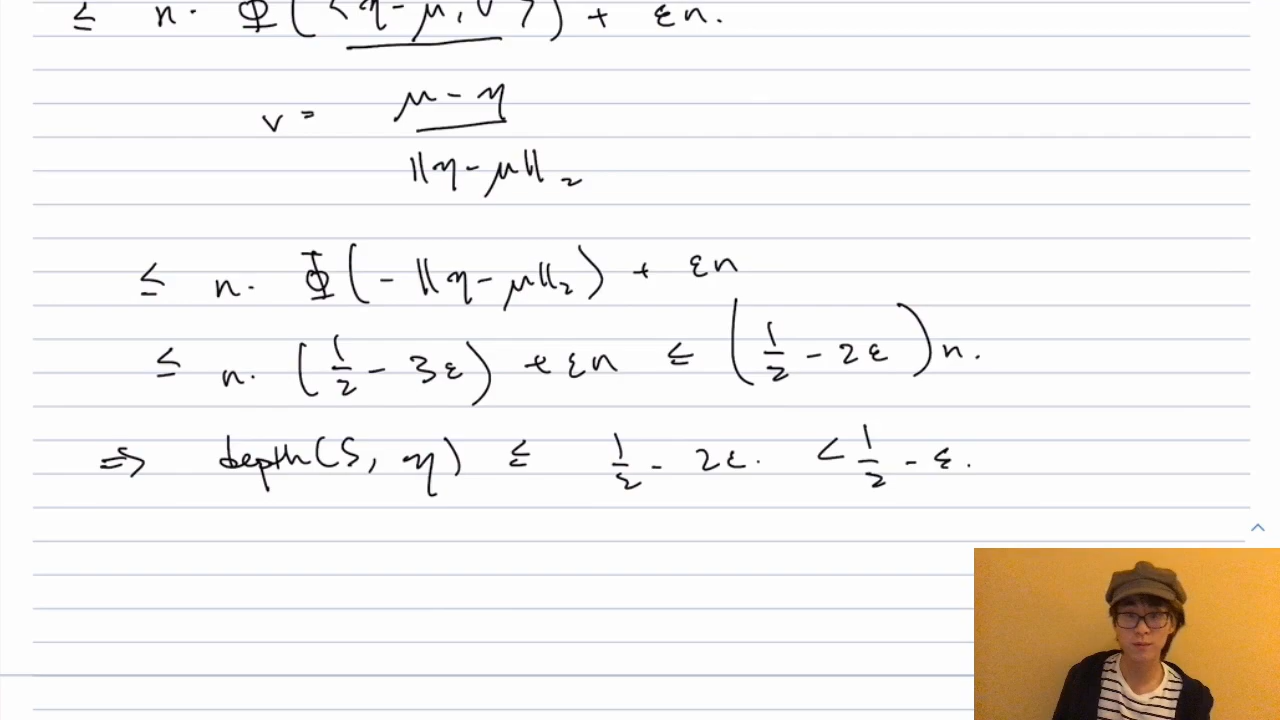 ≤ n· Φ(⟨η-μ, v⟩) + εn.
v = μ - η / ||η-μ||₂
≤ n· Φ(-||η-μ||₂) + εn
≤ n· (1/2 - 3ε) + εn ≤ (1/2 - 2ε)n.
⇒ depth(S, η) ≤ 1/2 - 2ε. < 1/2 - ε.